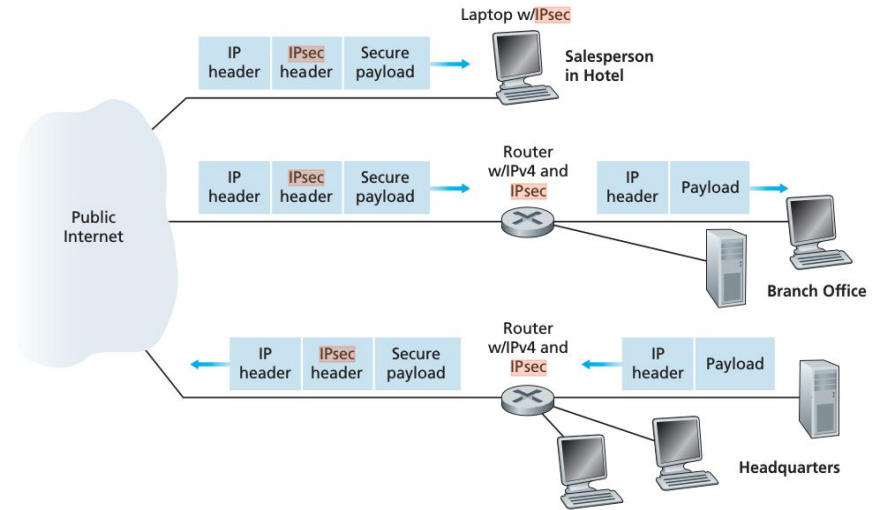 Laptop w/IPsec
IP header
IPsec header
Secure payload
Salesperson
in Hotel
IP header
IPsec header
Secure payload
Router
w/IPv4 and
IPsec
IP header
Payload
Public
Internet
Branch Office
IP header
IPsec header
Secure payload
Router
w/IPv4 and
IPsec
IP header
Payload
Headquarters